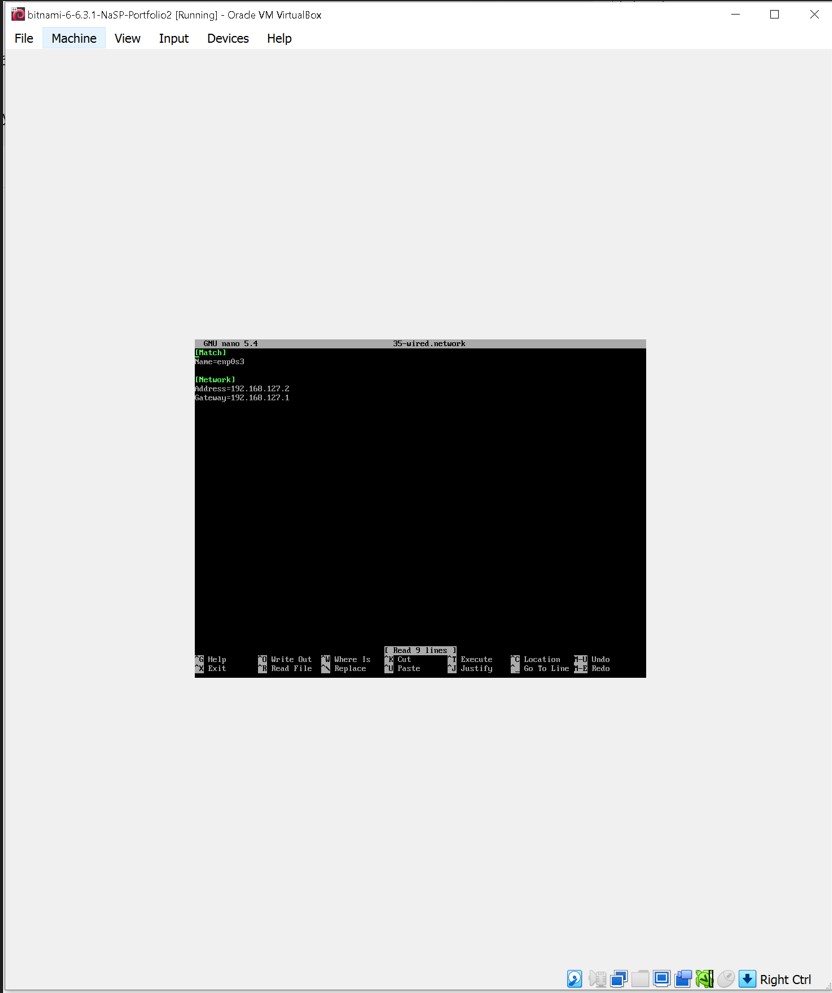 bitnami-6-6.3.1-NaSP-Portfolio2 [Running] - Oracle VM VirtualBox
File Machine View Input Devices Help
GNU nano 5.4 35-wired.network
[Match]
Name=enp0s3
[Network]
Address=192.168.127.2
Gateway=192.168.127.1
[ Read 9 lines ]
^G Help ^O Write Out ^W Where Is ^K Cut ^T Execute ^C Location M-U Undo
^X Exit ^R Read File ^\ Replace ^U Paste ^J Justify ^_ Go To Line M-E Redo
Right Ctrl